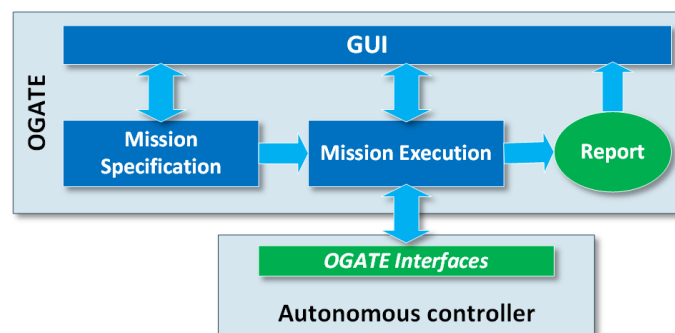 GUI
OGATE
Mission
Specification
Mission Execution
Report
OGATE Interfaces
Autonomous controller